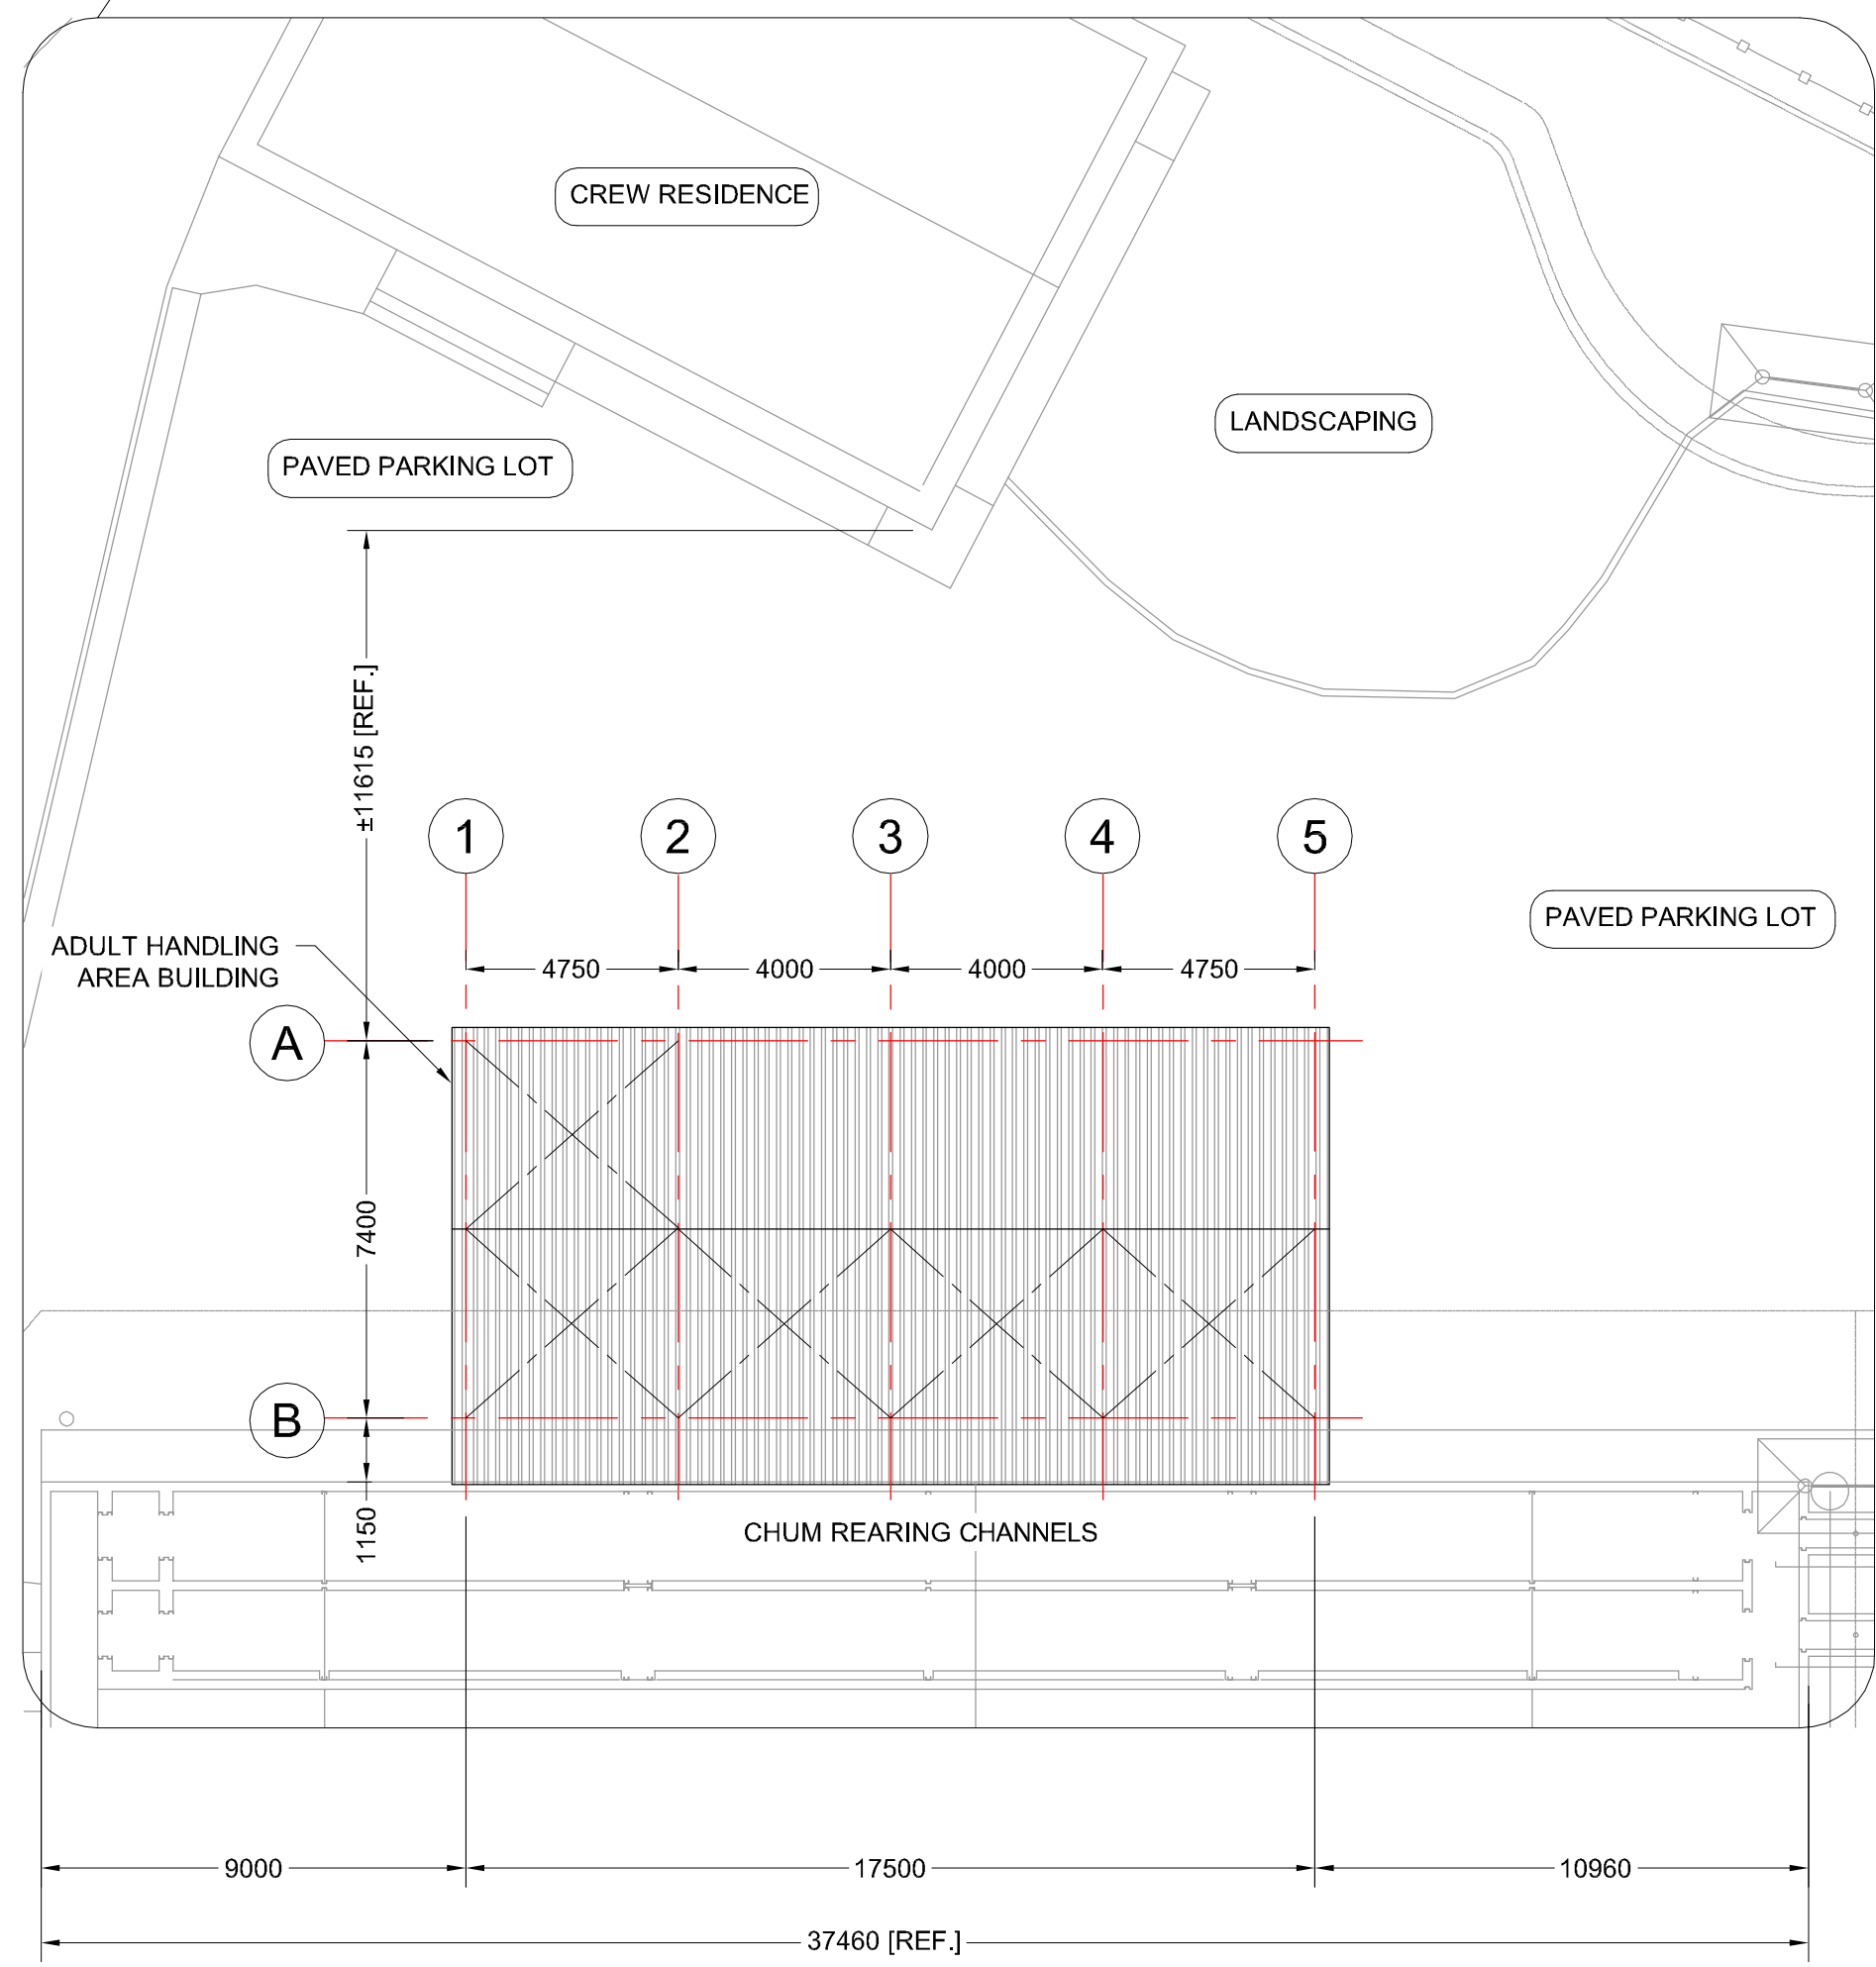 CREW RESIDENCE
LANDSCAPING
PAVED PARKING LOT
±11615 [REF.]
1
2
3
4
5
PAVED PARKING LOT
ADULT HANDLING
AREA BUILDING
4750
4000
4000
4750
A
7400
B
1150
CHUM REARING CHANNELS
9000
17500
10960
37460 [REF.]